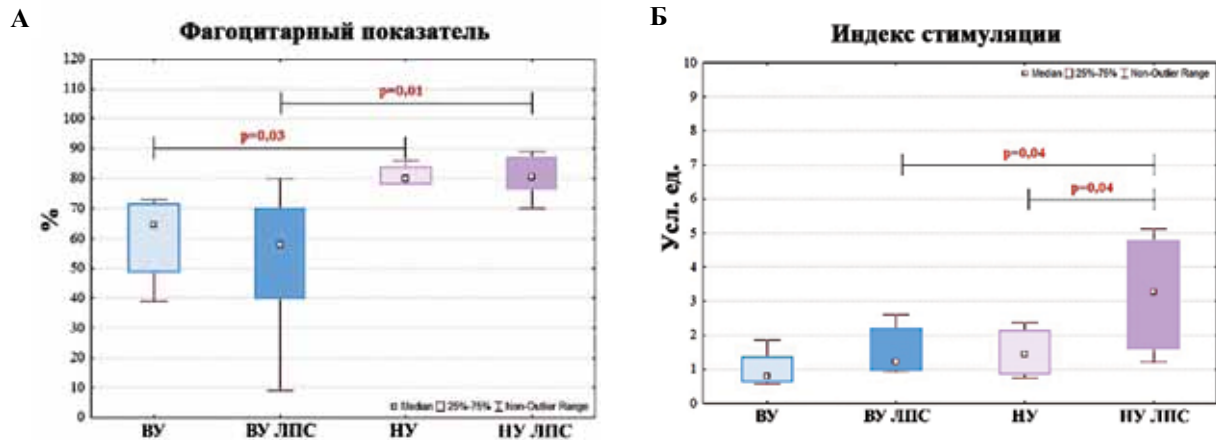 А
Фагоцитарный показатель
120
110
100
90
80
70
60
50
40
30
20
10
0
%
p=0,01
p=0,03
Median 25%-75% Non-Outlier Range
ВУ ВУ ЛПС НУ НУ ЛПС
Б
Индекс стимуляции
10
9
8
7
6
5
4
3
2
1
0
Усл. ед.
Median 25%-75% Non-Outlier Range
p=0,04
p=0,04
ВУ ВУ ЛПС НУ НУ ЛПС